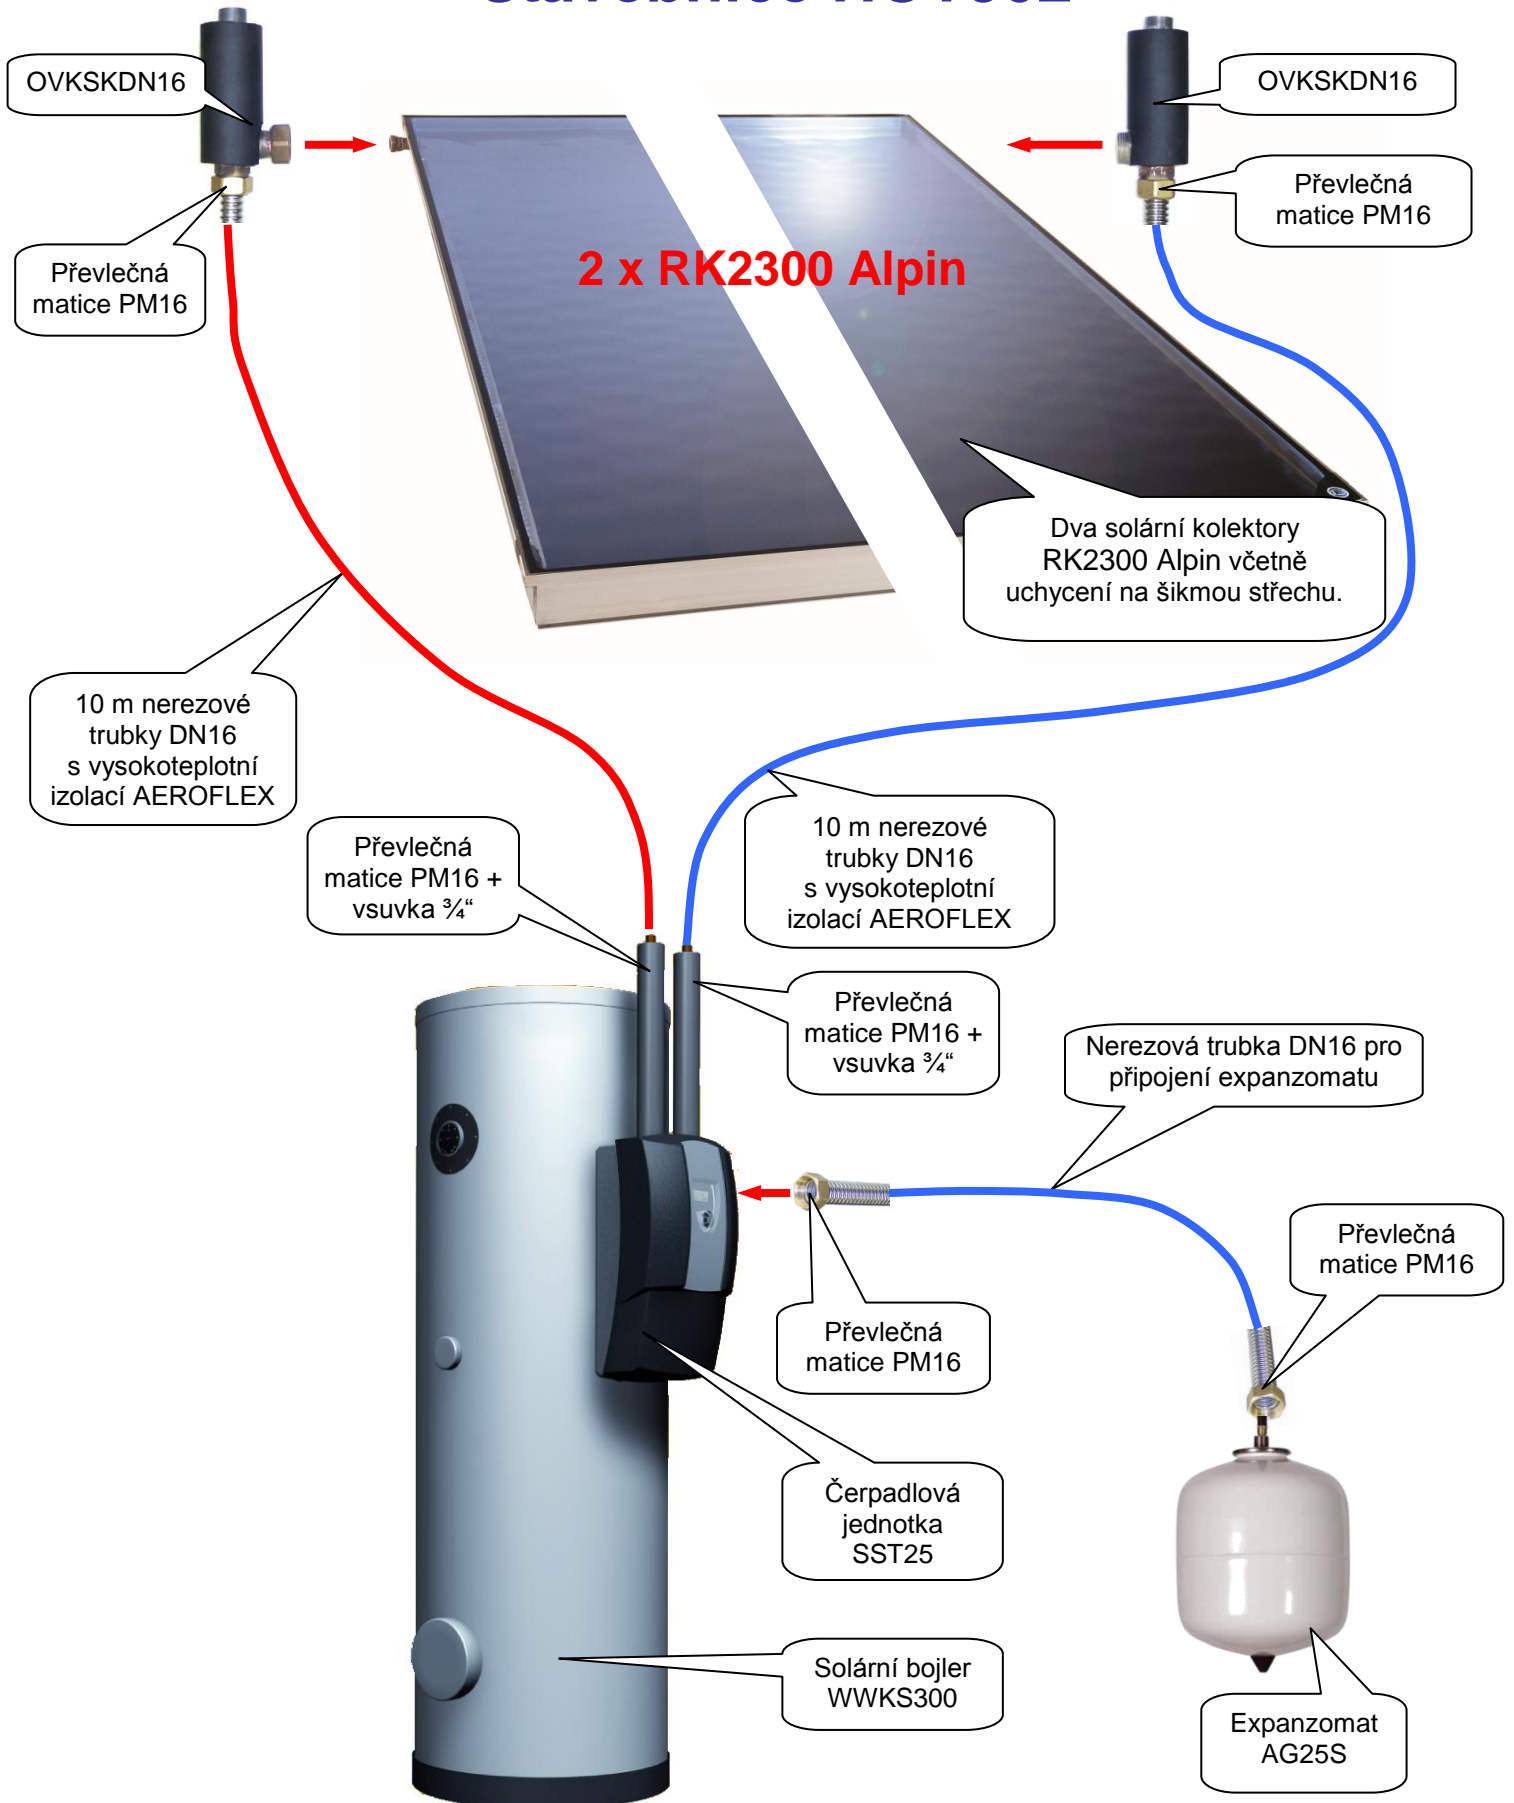 OVKSKDN16
OVKSKDN16
Převlečná
matice PM16
Převlečná
matice PM16
2 x RK2300 Alpin
Dva solární kolektory
RK2300 Alpin včetně
uchycení na šikmou střechu.
10 m nerezové
trubky DN16
s vysokoteplotní
izolací AEROFLEX
10 m nerezové
trubky DN16
s vysokoteplotní
izolací AEROFLEX
Převlečná
matice PM16 +
vsuvka ¾“
Převlečná
matice PM16 +
vsuvka ¾“
Nerezová trubka DN16 pro
připojení expanzomatu
Převlečná
matice PM16
Převlečná
matice PM16
Čerpadlová
jednotka
SST25
Solární bojler
WWKS300
Expanzomat
AG25S